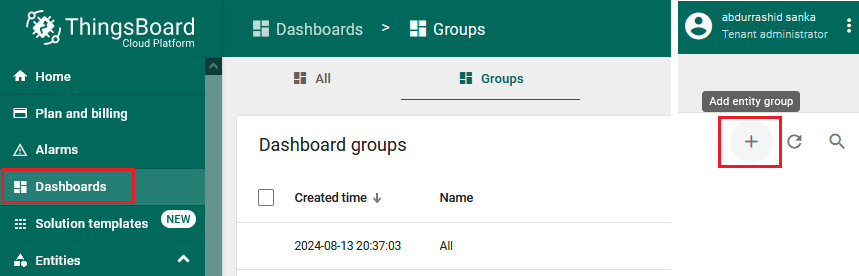 ThingsBoard
Cloud Platform
Dashboards > Groups
abdurrashid sanka
Tenant administrator
Home
Plan and billing
Alarms
Dashboards
Solution templates NEW
Entities
All
Groups
Add entity group
Dashboard groups
Created time Name
2024-08-13 20:37:03 All